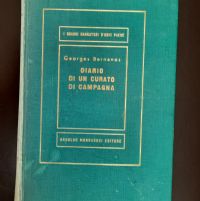 I GRANDI NARRATORI D'OGNI PAESE
Georges Bernanos
DIARIO
DI UN CURATO
DI CAMPAGNA
ARNOLDO MONDADORI EDITORE